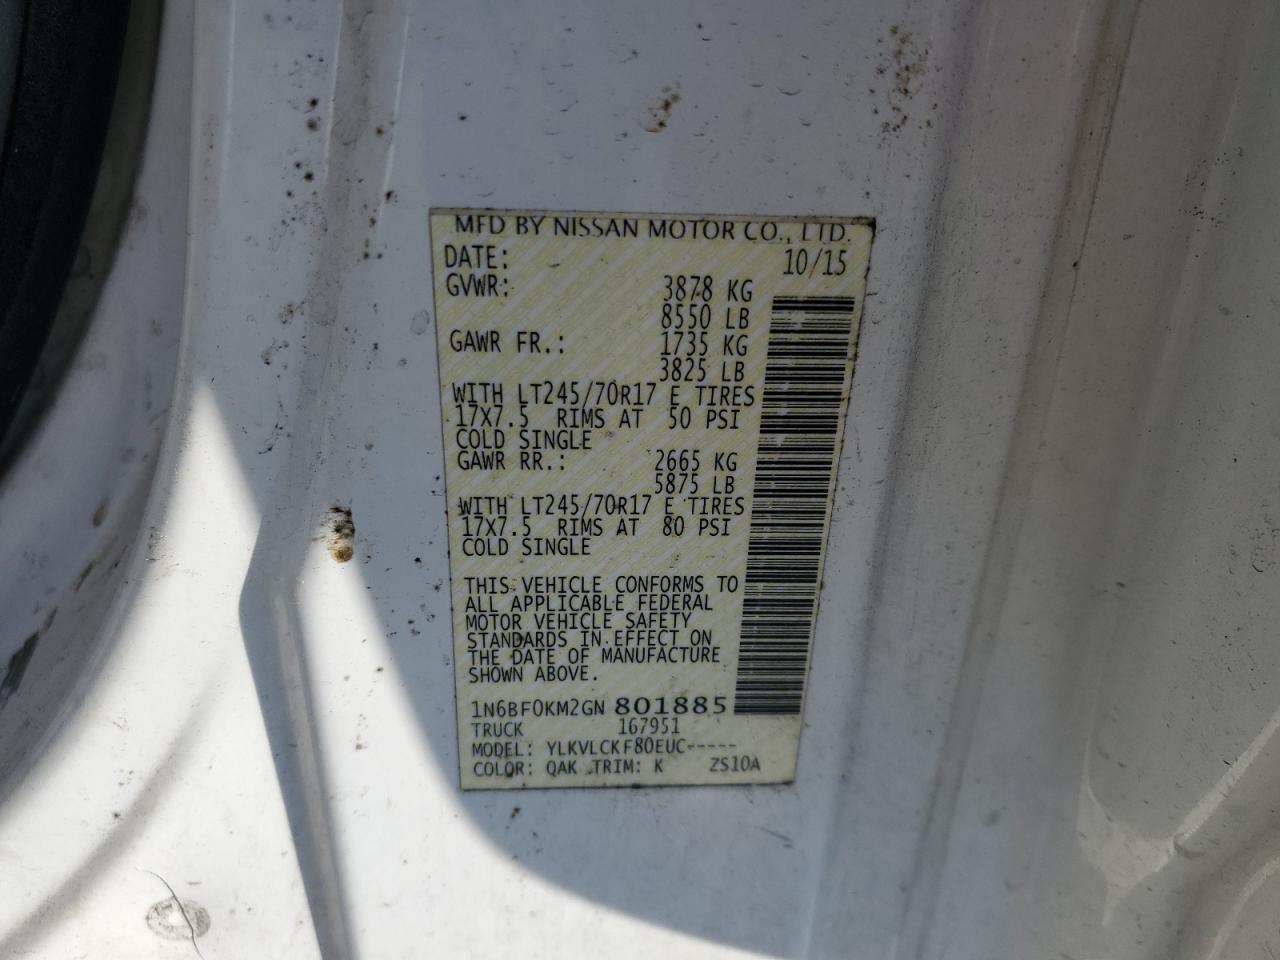 MFD BY NISSAN MOTOR CO., LTD.
DATE: 10/15
GVWR: 3878 KG
8550 LB
GAWR FR.: 1735 KG
3825 LB
WITH LT245/70R17 E TIRES
17X7.5 RIMS AT 50 PSI
COLD SINGLE
GAWR RR.: 2665 KG
5875 LB
WITH LT245/70R17 E TIRES
17X7.5 RIMS AT 80 PSI
COLD SINGLE
THIS VEHICLE CONFORMS TO
ALL APPLICABLE FEDERAL
MOTOR VEHICLE SAFETY
STANDARDS IN EFFECT ON
THE DATE OF MANUFACTURE
SHOWN ABOVE.
1N6BF0KM2GN 801885
TRUCK 167951
MODEL: YLKVLCKF80EUC-----
COLOR: QAK TRIM: K ZS10A